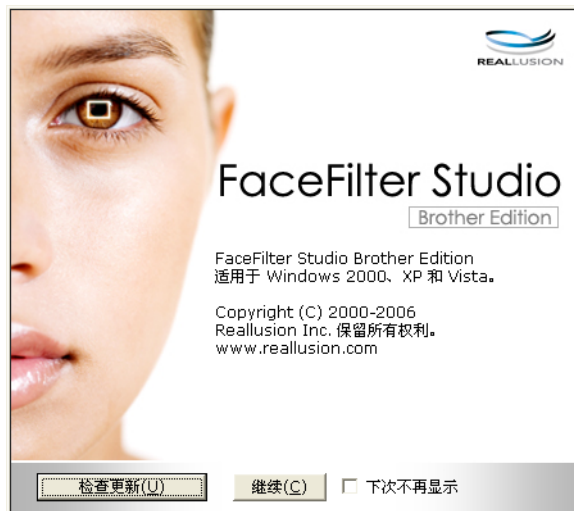 REALLUSION
FaceFilter Studio
Brother Edition
FaceFilter Studio Brother Edition
适用于 Windows 2000、XP 和 Vista。
Copyright (C) 2000-2006
Reallusion Inc. 保留所有权利。
www.reallusion.com
检查更新(U)
继续(C)
下次不再显示